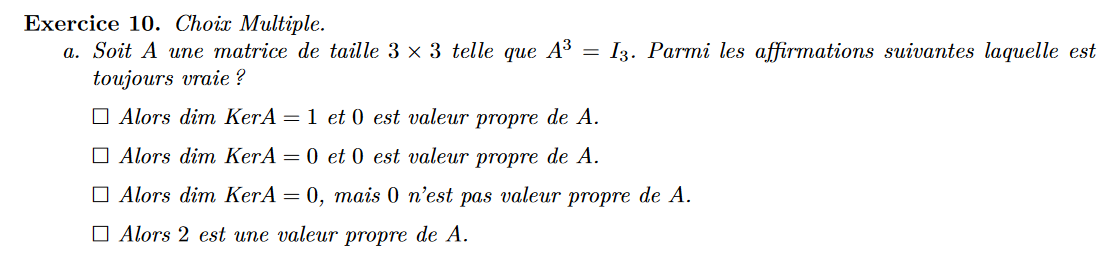 Exercice 10. Choix Multiple.
a. Soit A une matrice de taille 3 × 3 telle que A³ = I₃. Parmi les affirmations suivantes laquelle est
toujours vraie ?
☐ Alors dim KerA = 1 et 0 est valeur propre de A.
☐ Alors dim KerA = 0 et 0 est valeur propre de A.
☐ Alors dim KerA = 0, mais 0 n'est pas valeur propre de A.
☐ Alors 2 est une valeur propre de A.